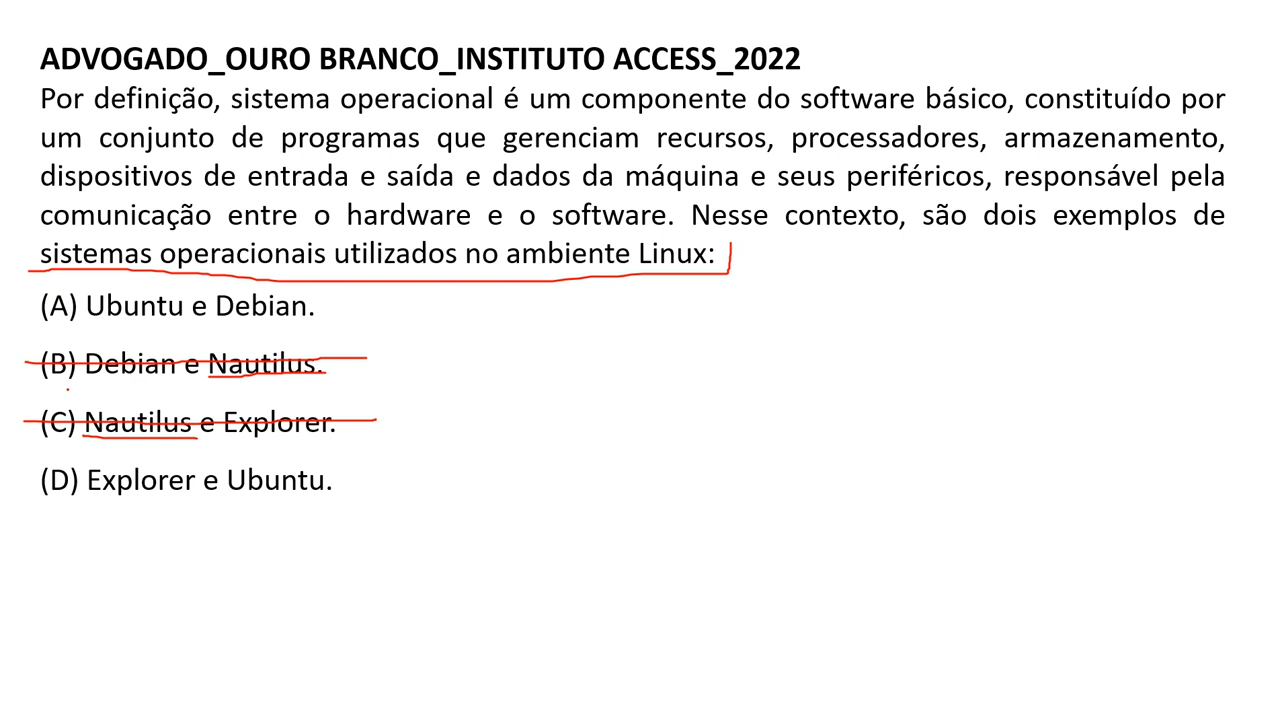 ADVOGADO_OURO BRANCO_INSTITUTO ACCESS_2022
Por definição, sistema operacional é um componente do software básico, constituído por
um conjunto de programas que gerenciam recursos, processadores, armazenamento,
dispositivos de entrada e saída e dados da máquina e seus periféricos, responsável pela
comunicação entre o hardware e o software. Nesse contexto, são dois exemplos de
sistemas operacionais utilizados no ambiente Linux:
(A) Ubuntu e Debian.
(B) Debian e Nautilus.
(C) Nautilus e Explorer.
(D) Explorer e Ubuntu.